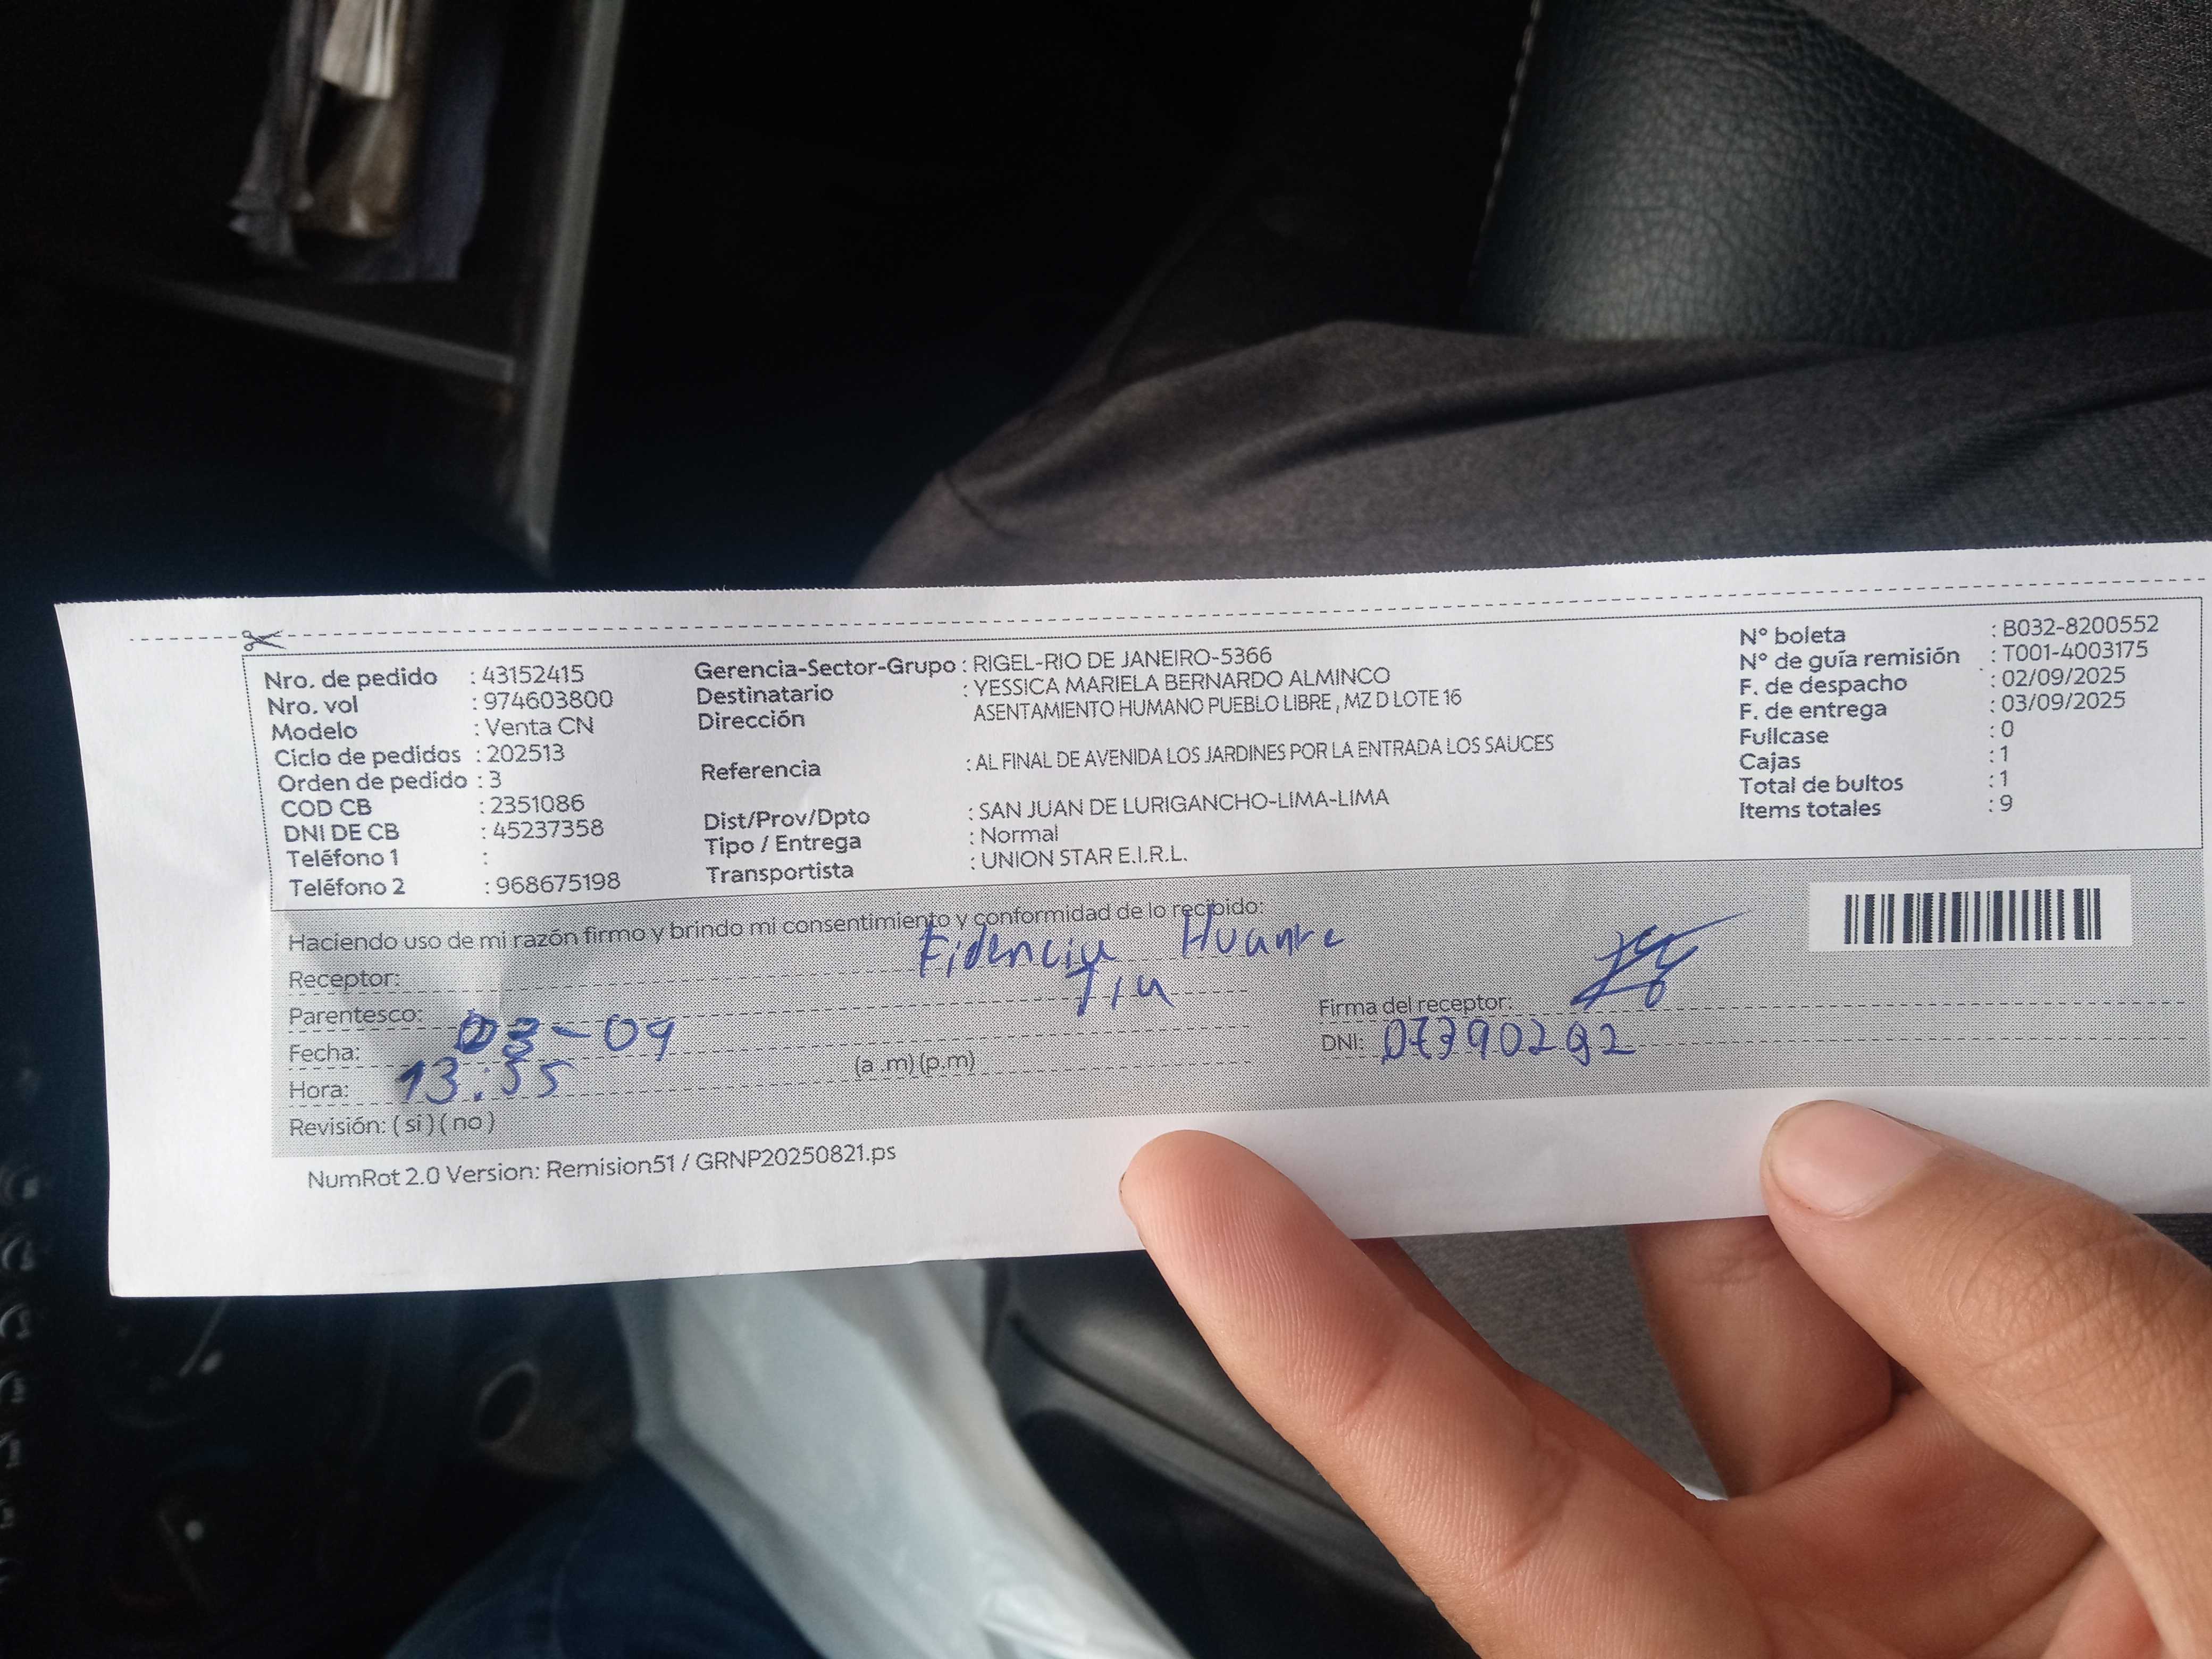 Nro. de pedido : 43152415
Nro. vol : 974603800
Modelo : Venta CN
Ciclo de pedidos : 202513
Orden de pedido : 3
COD CB : 2351086
DNI DE CB : 45237358
Teléfono 1 :
Teléfono 2 : 968675198
Gerencia-Sector-Grupo : RIGEL-RIO DE JANEIRO-5366
Destinatario : YESSICA MARIELA BERNARDO ALMINCO
Dirección ASENTAMIENTO HUMANO PUEBLO LIBRE , MZ D LOTE 16
Referencia : AL FINAL DE AVENIDA LOS JARDINES POR LA ENTRADA LOS SAUCES
Dist/Prov/Dpto : SAN JUAN DE LURIGANCHO-LIMA-LIMA
Tipo / Entrega : Normal
Transportista : UNION STAR E.I.R.L.
N° boleta : B032-8200552
N° de guía remisión : T001-4003175
F. de despacho : 02/09/2025
F. de entrega : 03/09/2025
Fullcase : 0
Cajas : 1
Total de bultos : 1
Items totales : 9
Haciendo uso de mi razón firmo y brindo mi consentimiento y conformidad de lo recibido:
Receptor:
Parentesco: Tia
Fecha: 03-09
Hora: 13:55 (a .m) (p.m)
Revisión: ( si ) ( no )
Firma del receptor:
DNI:
NumRot 2.0 Version: Remision51 / GRNP20250821.ps